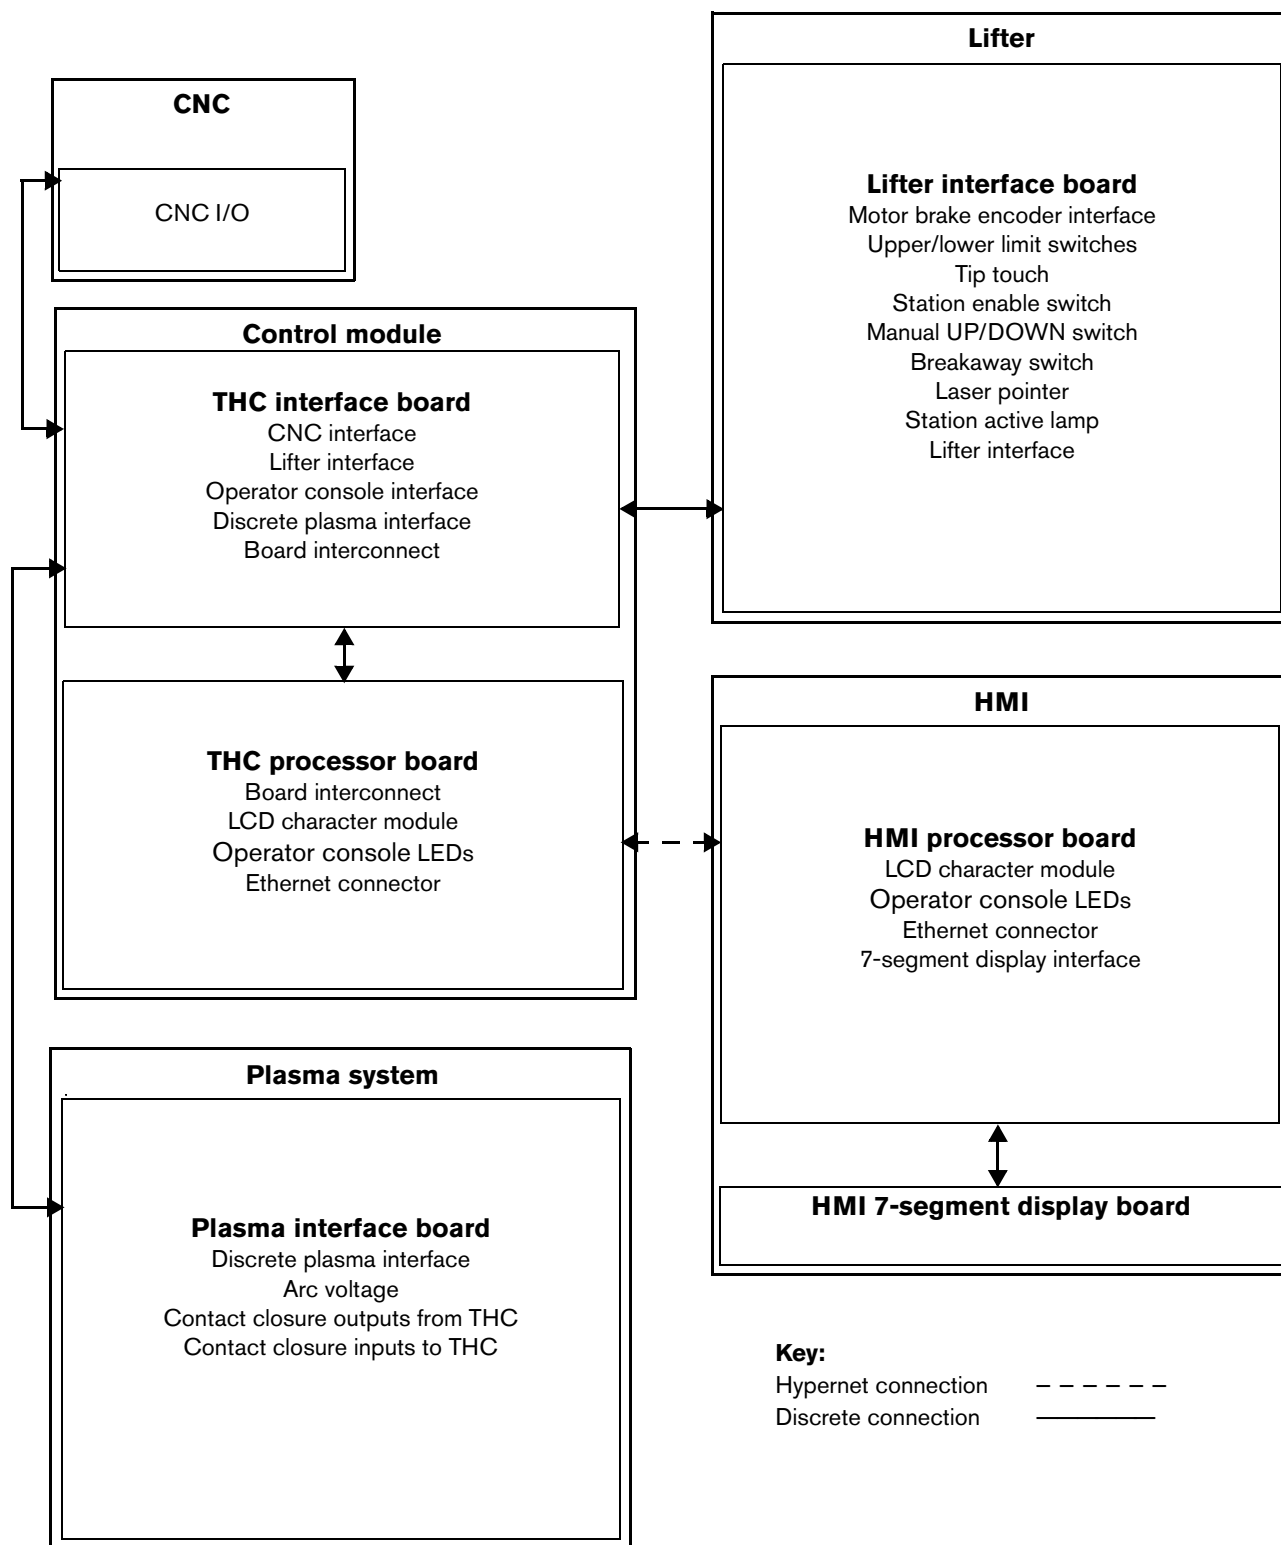 Lifter
Lifter interface board
Motor brake encoder interface
Upper/lower limit switches
Tip touch
Station enable switch
Manual UP/DOWN switch
Breakaway switch
Laser pointer
Station active lamp
Lifter interface
CNC
CNC I/O
Control module
THC interface board
CNC interface
Lifter interface
Operator console interface
Discrete plasma interface
Board interconnect
THC processor board
Board interconnect
LCD character module
Operator console LEDs
Ethernet connector
HMI
HMI processor board
LCD character module
Operator console LEDs
Ethernet connector
7-segment display interface
HMI 7-segment display board
Plasma system
Plasma interface board
Discrete plasma interface
Arc voltage
Contact closure outputs from THC
Contact closure inputs to THC
Key:
Hypernet connection
Discrete connection